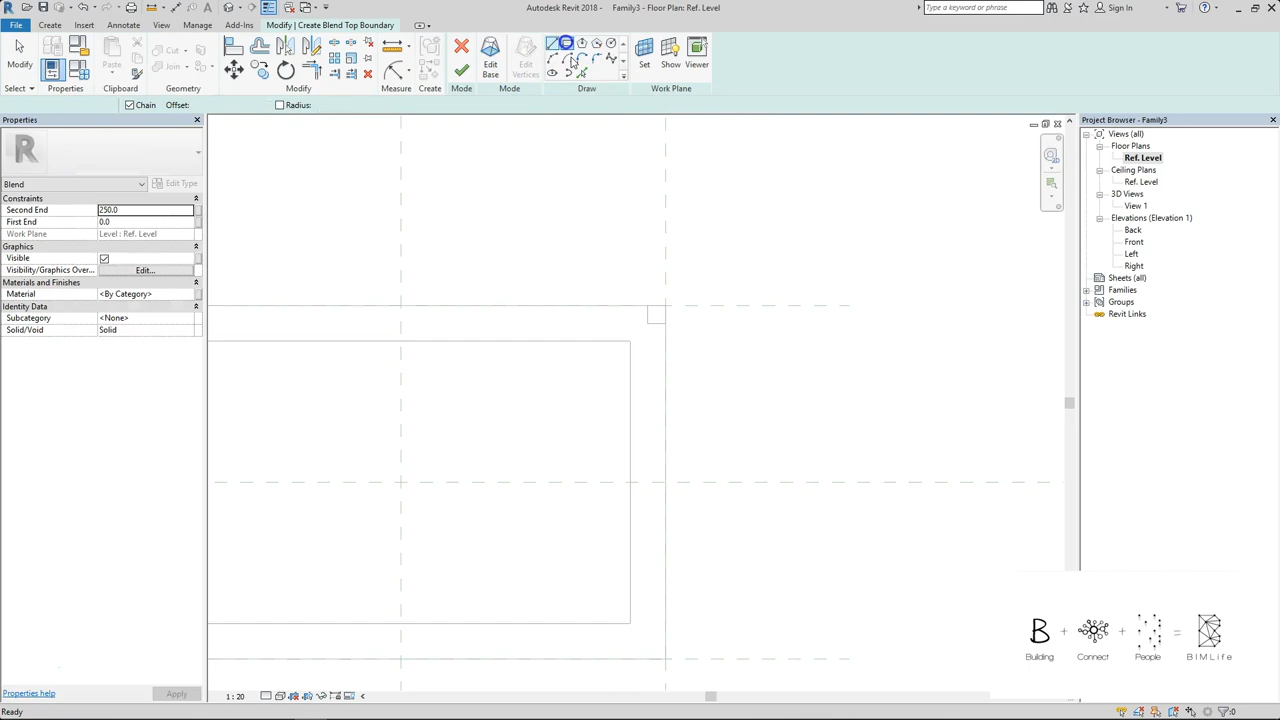 Autodesk Revit 2018 -    Family3 - Floor Plan: Ref. Level
Type a keyword or phrase
Sign In
File
Create
Insert
Annotate
View
Manage
Add-Ins
Modify | Create Blend Top Boundary
Modify
Paste
Cut
Join
Create
Edit Base
Edit Vertices
Set
Show
Viewer
Select
Properties
Clipboard
Geometry
Modify
Measure
Create
Mode
Mode
Draw
Work Plane
Chain
Offset:
Radius:
Properties
R
Blend
Edit Type
Constraints
Second End 250.0
First End 0.0
Work Plane Level : Ref. Level
Graphics
Visible
Visibility/Graphics Over... Edit...
Materials and Finishes
Material <By Category>
Identity Data
Subcategory <None>
Solid/Void Solid
Properties help
Apply
1 : 20
Ready
Project Browser - Family3
Views (all)
Floor Plans
Ref. Level
Ceiling Plans
Ref. Level
3D Views
View 1
Elevations (Elevation 1)
Back
Front
Left
Right
Sheets (all)
Families
Groups
Revit Links
B + + =
Building Connect People BIMLife
:0